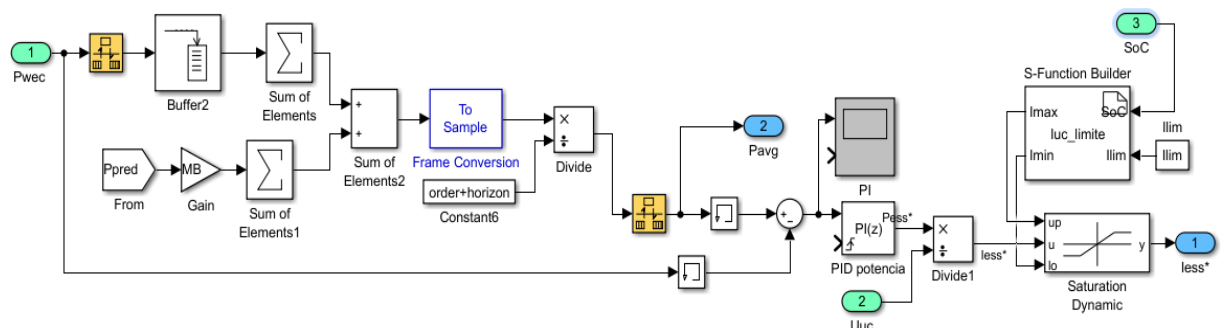 1
Pwec
Buffer2
Sum of
Elements
+
+
Sum of
Elements2
To
Sample
Frame Conversion
×
÷
Divide
order+horizon
Constant6
Ppred
From
MB
Gain
Sum of
Elements1
2
Pavg
+
−
PI
PI(z)
PID potencia
Pess*
×
÷
Divide1
2
Uuc
Iess*
3
SoC
S-Function Builder
Imax
SoC
Iuc_limite
Imin
Ilim
Ilim
Ilim
up
u
lo
y
Saturation
Dynamic
1
Iess*